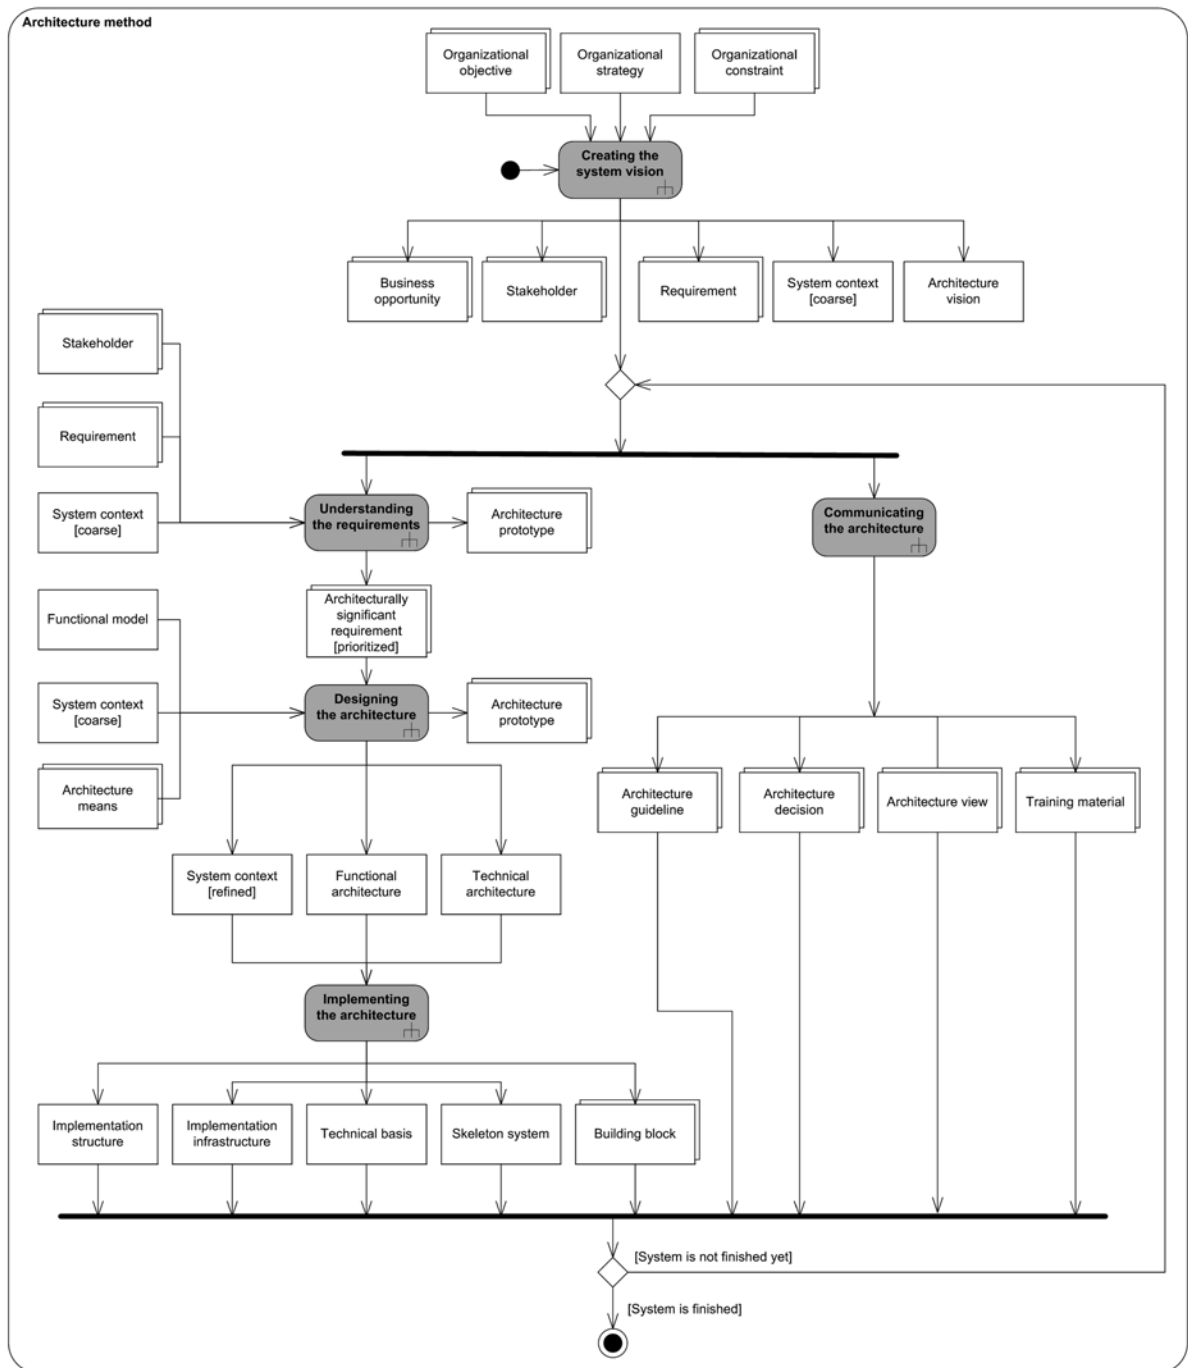 Architecture method
Organizational
objective
Organizational
strategy
Organizational
constraint
Creating the
system vision
Business
opportunity
Stakeholder
Requirement
System context
[coarse]
Architecture
vision
Stakeholder
Requirement
System context
[coarse]
Understanding
the requirements
Architecture
prototype
Communicating
the architecture
Functional model
Architecturally
significant
requirement
[prioritized]
System context
[coarse]
Designing
the architecture
Architecture
prototype
Architecture
means
Architecture
guideline
Architecture
decision
Architecture view
Training material
System context
[refined]
Functional
architecture
Technical
architecture
Implementing
the architecture
Implementation
structure
Implementation
infrastructure
Technical basis
Skeleton system
Building block
[System is not finished yet]
[System is finished]